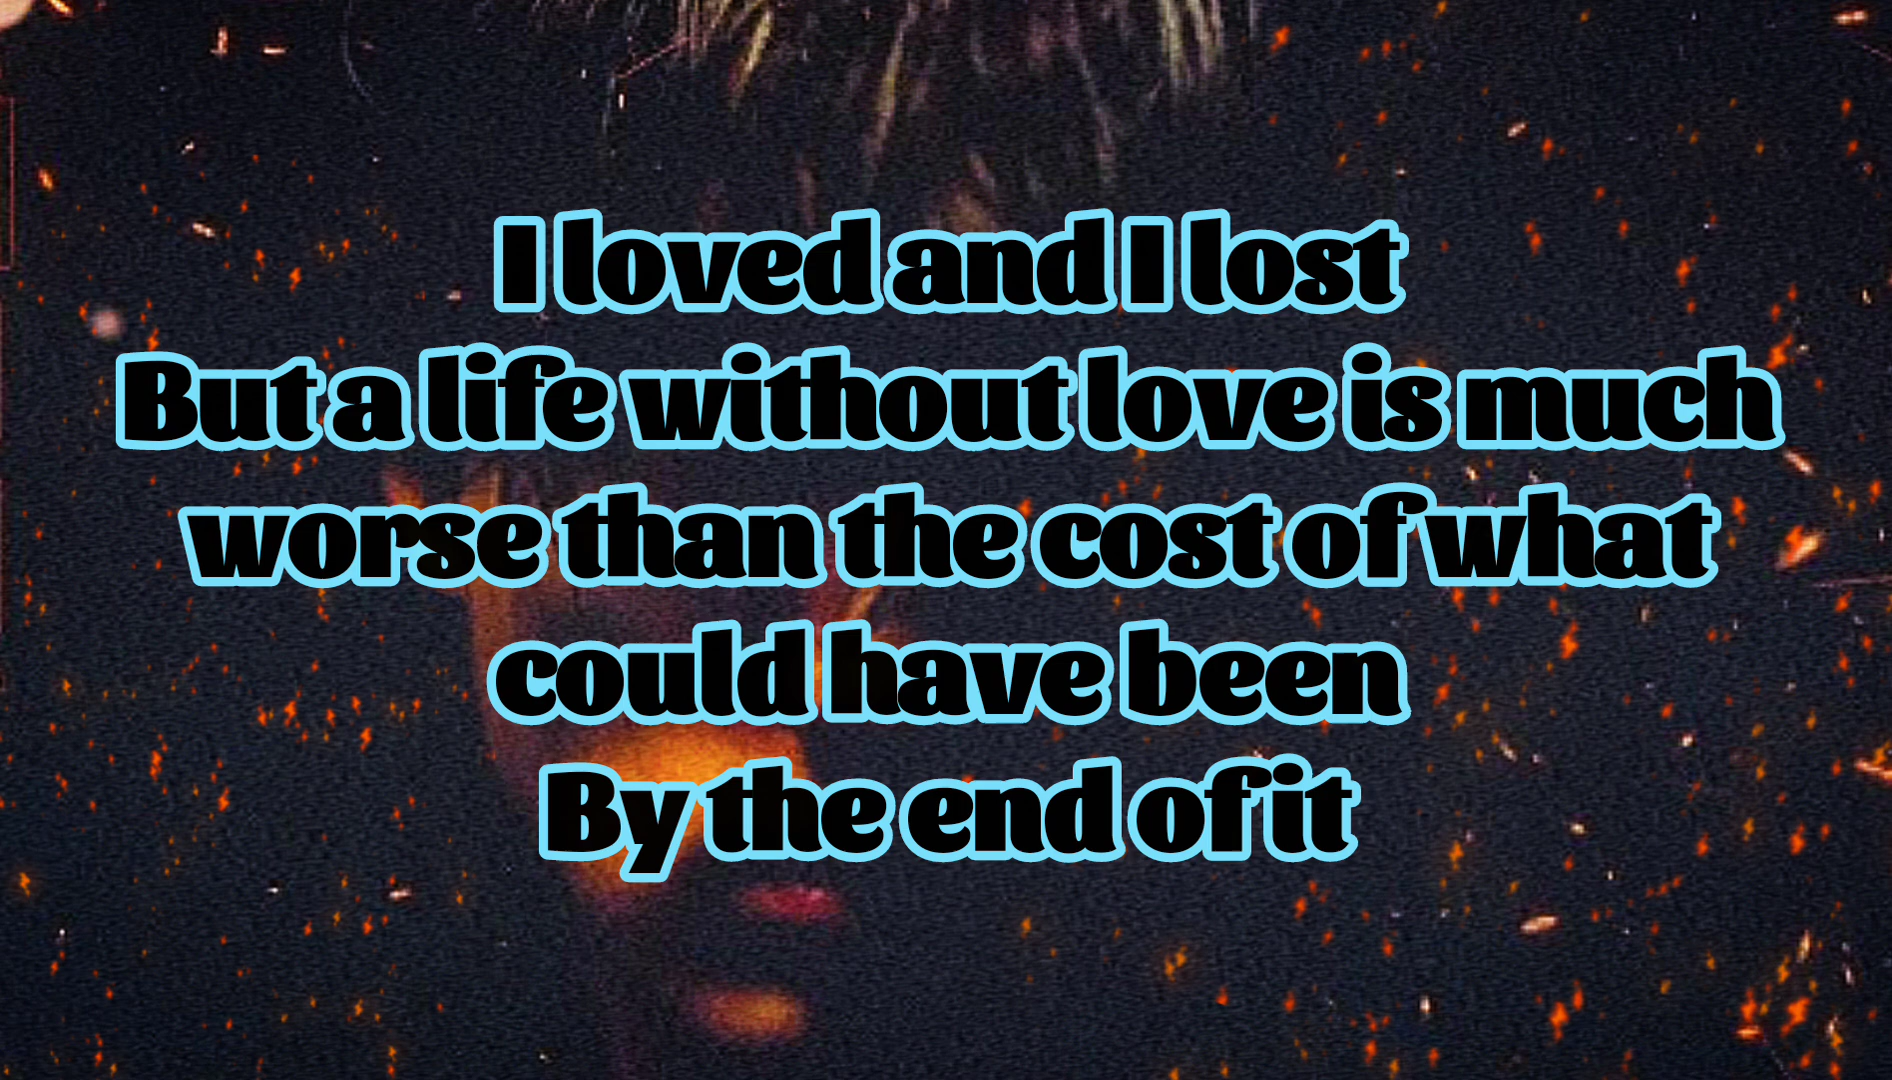 I loved and I lost
But a life without love is much
worse than the cost of what
could have been
By the end of it